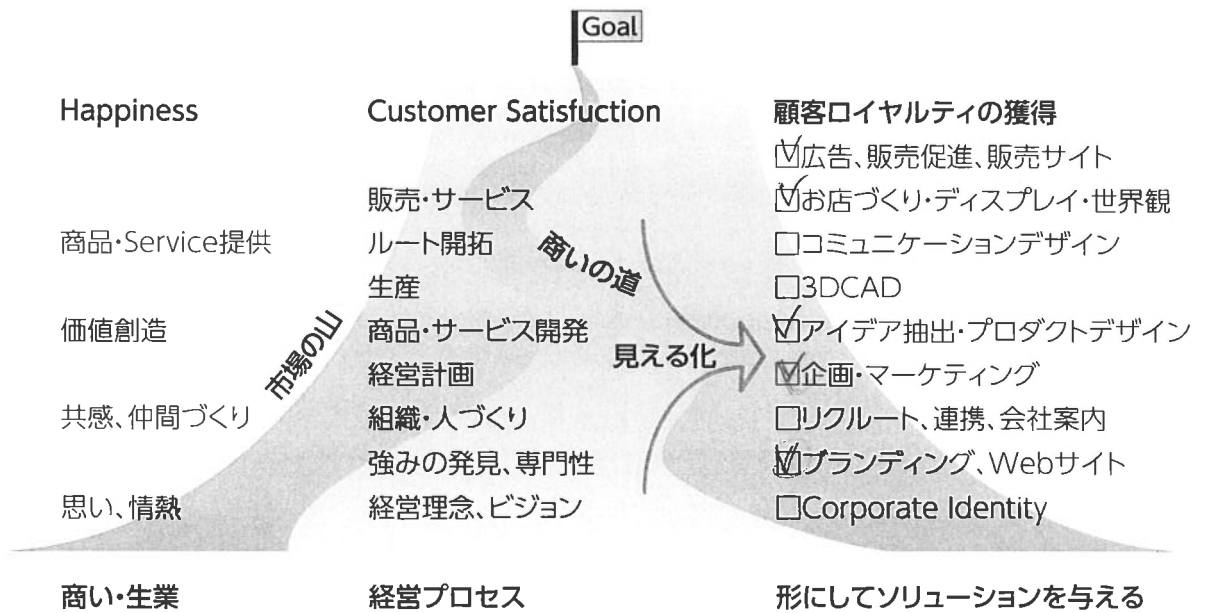 Goal
Happiness
Customer Satisfuction
顧客ロイヤルティの獲得
☑広告、販売促進、販売サイト
販売・サービス
☑お店づくり・ディスプレイ・世界観
商品・Service提供
ルート開拓
商いの道
☐コミュニケーションデザイン
生産
☐3DCAD
価値創造
市場の山
商品・サービス開発
見える化
☑アイデア抽出・プロダクトデザイン
経営計画
☑企画・マーケティング
共感、仲間づくり
組織・人づくり
☐リクルート、連携、会社案内
強みの発見、専門性
☑ブランディング、Webサイト
思い、情熱
経営理念、ビジョン
☐Corporate Identity
商い・生業
経営プロセス
形にしてソリューションを与える